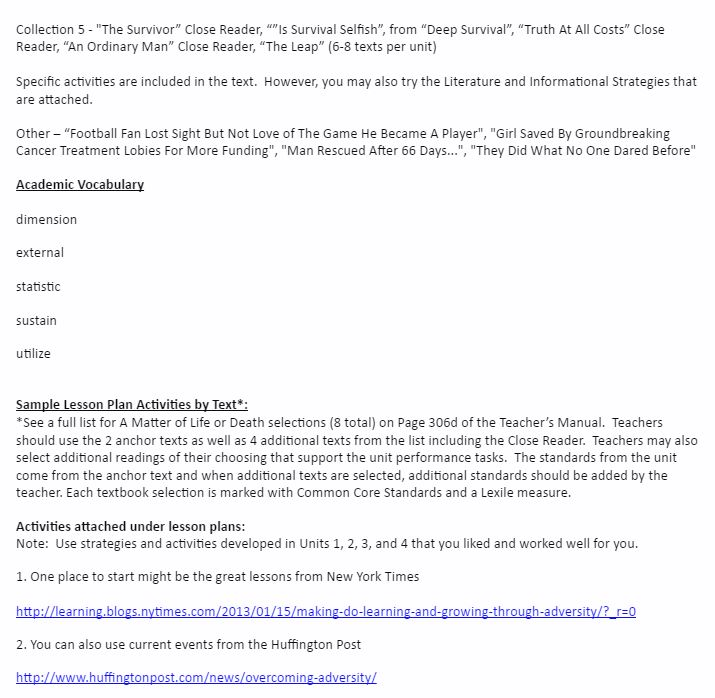 Collection 5 - "The Survivor” Close Reader, “”Is Survival Selfish”, from “Deep Survival”, “Truth At All Costs” Close
Reader, “An Ordinary Man” Close Reader, “The Leap” (6-8 texts per unit)
Specific activities are included in the text.  However, you may also try the Literature and Informational Strategies that
are attached.
Other – “Football Fan Lost Sight But Not Love of The Game He Became A Player", "Girl Saved By Groundbreaking
Cancer Treatment Lobies For More Funding", "Man Rescued After 66 Days...", "They Did What No One Dared Before"
Academic Vocabulary
dimension
external
statistic
sustain
utilize
Sample Lesson Plan Activities by Text*:
*See a full list for A Matter of Life or Death selections (8 total) on Page 306d of the Teacher’s Manual.  Teachers
should use the 2 anchor texts as well as 4 additional texts from the list including the Close Reader.  Teachers may also
select additional readings of their choosing that support the unit performance tasks.  The standards from the unit
come from the anchor text and when additional texts are selected, additional standards should be added by the
teacher. Each textbook selection is marked with Common Core Standards and a Lexile measure.
Activities attached under lesson plans:
Note:  Use strategies and activities developed in Units 1, 2, 3, and 4 that you liked and worked well for you.
1. One place to start might be the great lessons from New York Times
http://learning.blogs.nytimes.com/2013/01/15/making-do-learning-and-growing-through-adversity/?_r=0
2. You can also use current events from the Huffington Post
http://www.huffingtonpost.com/news/overcoming-adversity/